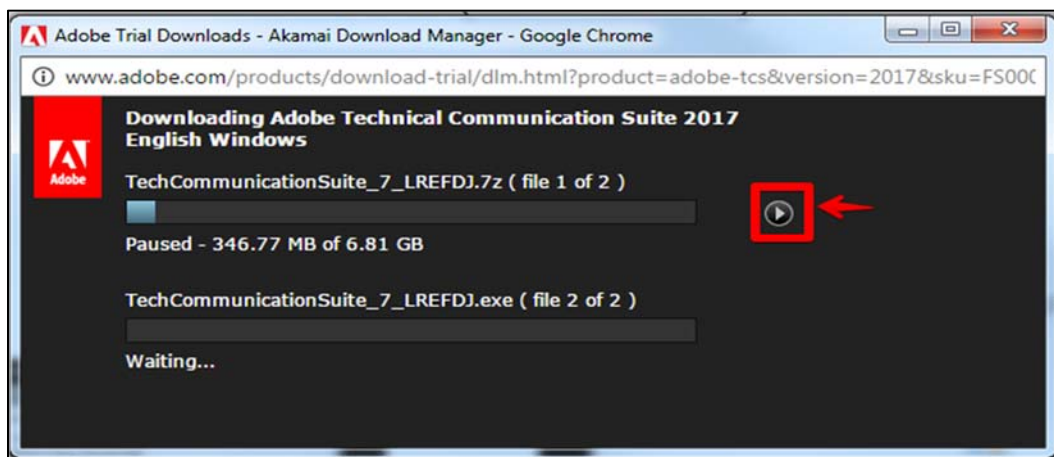 Adobe Trial Downloads - Akamai Download Manager - Google Chrome
www.adobe.com/products/download-trial/dlm.html?product=adobe-tcs&version=2017&sku=FS000
Downloading Adobe Technical Communication Suite 2017
English Windows
Adobe
TechCommunicationSuite_7_LREFDJ.7z ( file 1 of 2 )
Paused - 346.77 MB of 6.81 GB
TechCommunicationSuite_7_LREFDJ.exe ( file 2 of 2 )
Waiting...